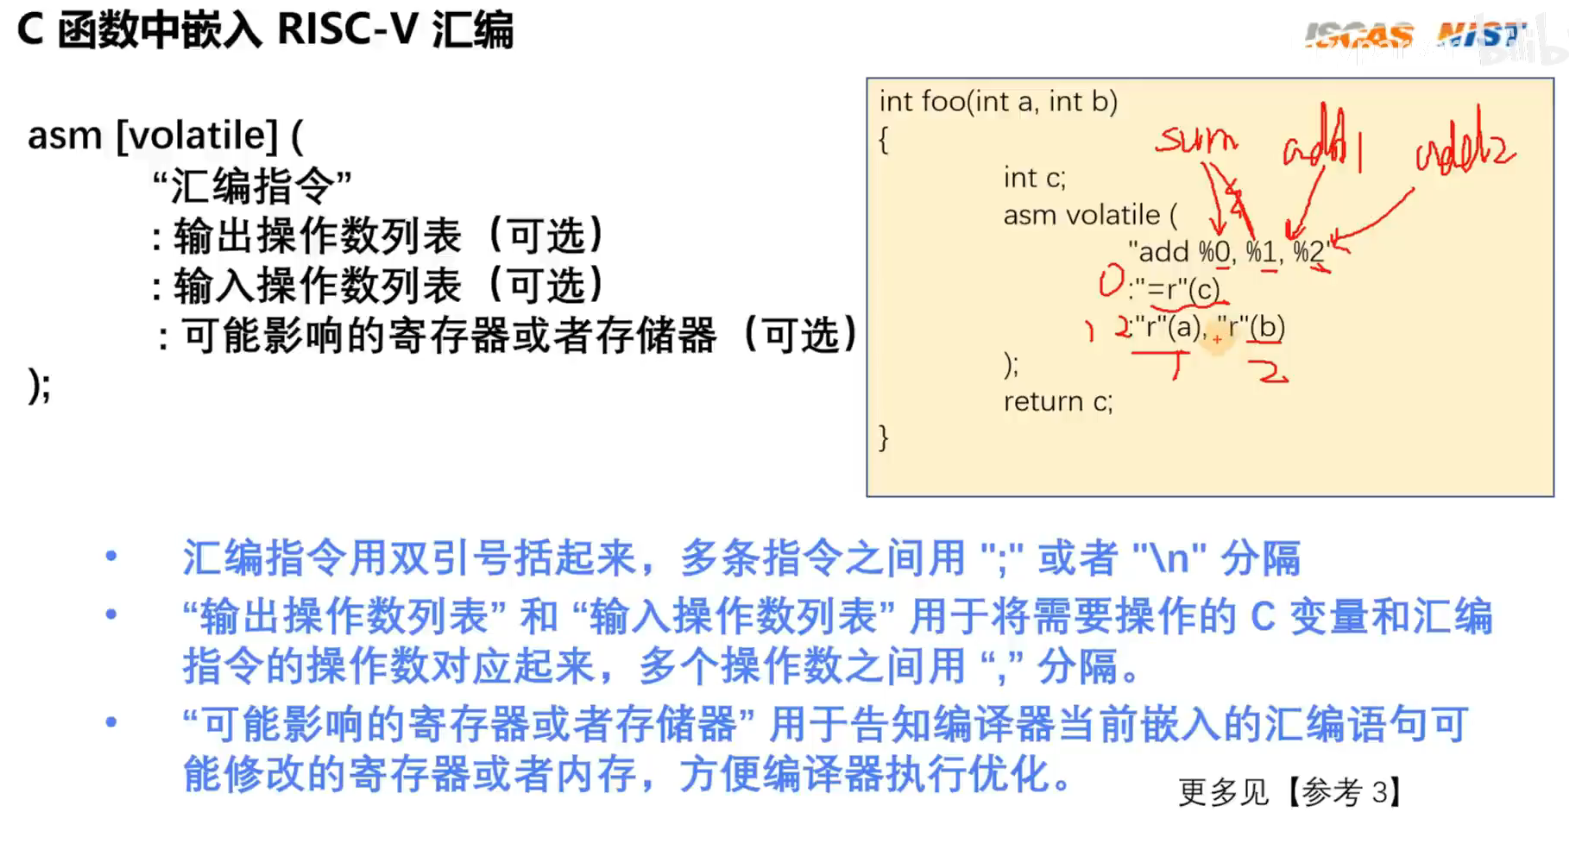 C 函数中嵌入 RISC-V 汇编
ISCAS NIST
bilib
asm [volatile] (
“汇编指令”
: 输出操作数列表（可选）
: 输入操作数列表（可选）
: 可能影响的寄存器或者存储器（可选）
);
int foo(int a, int b)
{
sum add1 add2
int c;
asm volatile (
"add %0, %1, %2"
0 :"=r"(c)
1 2 :"r"(a), "r"(b)
1 2
);
return c;
}
• 汇编指令用双引号括起来，多条指令之间用 ";" 或者 "\n" 分隔
• “输出操作数列表” 和 “输入操作数列表” 用于将需要操作的 C 变量和汇编
指令的操作数对应起来，多个操作数之间用 “,” 分隔。
• “可能影响的寄存器或者存储器” 用于告知编译器当前嵌入的汇编语句可
能修改的寄存器或者内存，方便编译器执行优化。
更多见【参考 3】